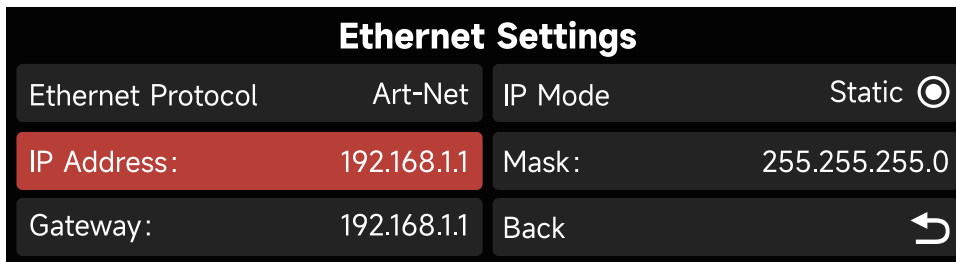 Ethernet Settings
Ethernet Protocol Art-Net IP Mode Static
IP Address: 192.168.1.1 Mask: 255.255.255.0
Gateway: 192.168.1.1 Back